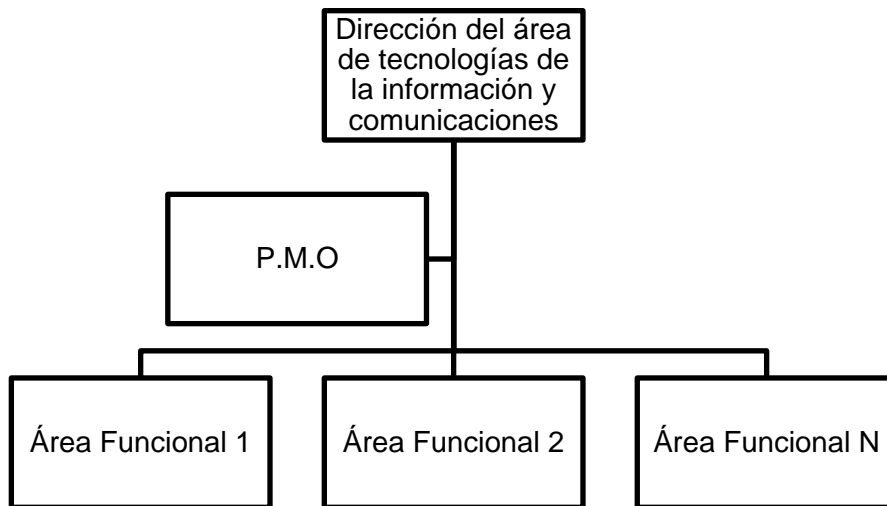 Dirección del área
de tecnologías de
la información y
comunicaciones
P.M.O
Área Funcional 1
Área Funcional 2
Área Funcional N